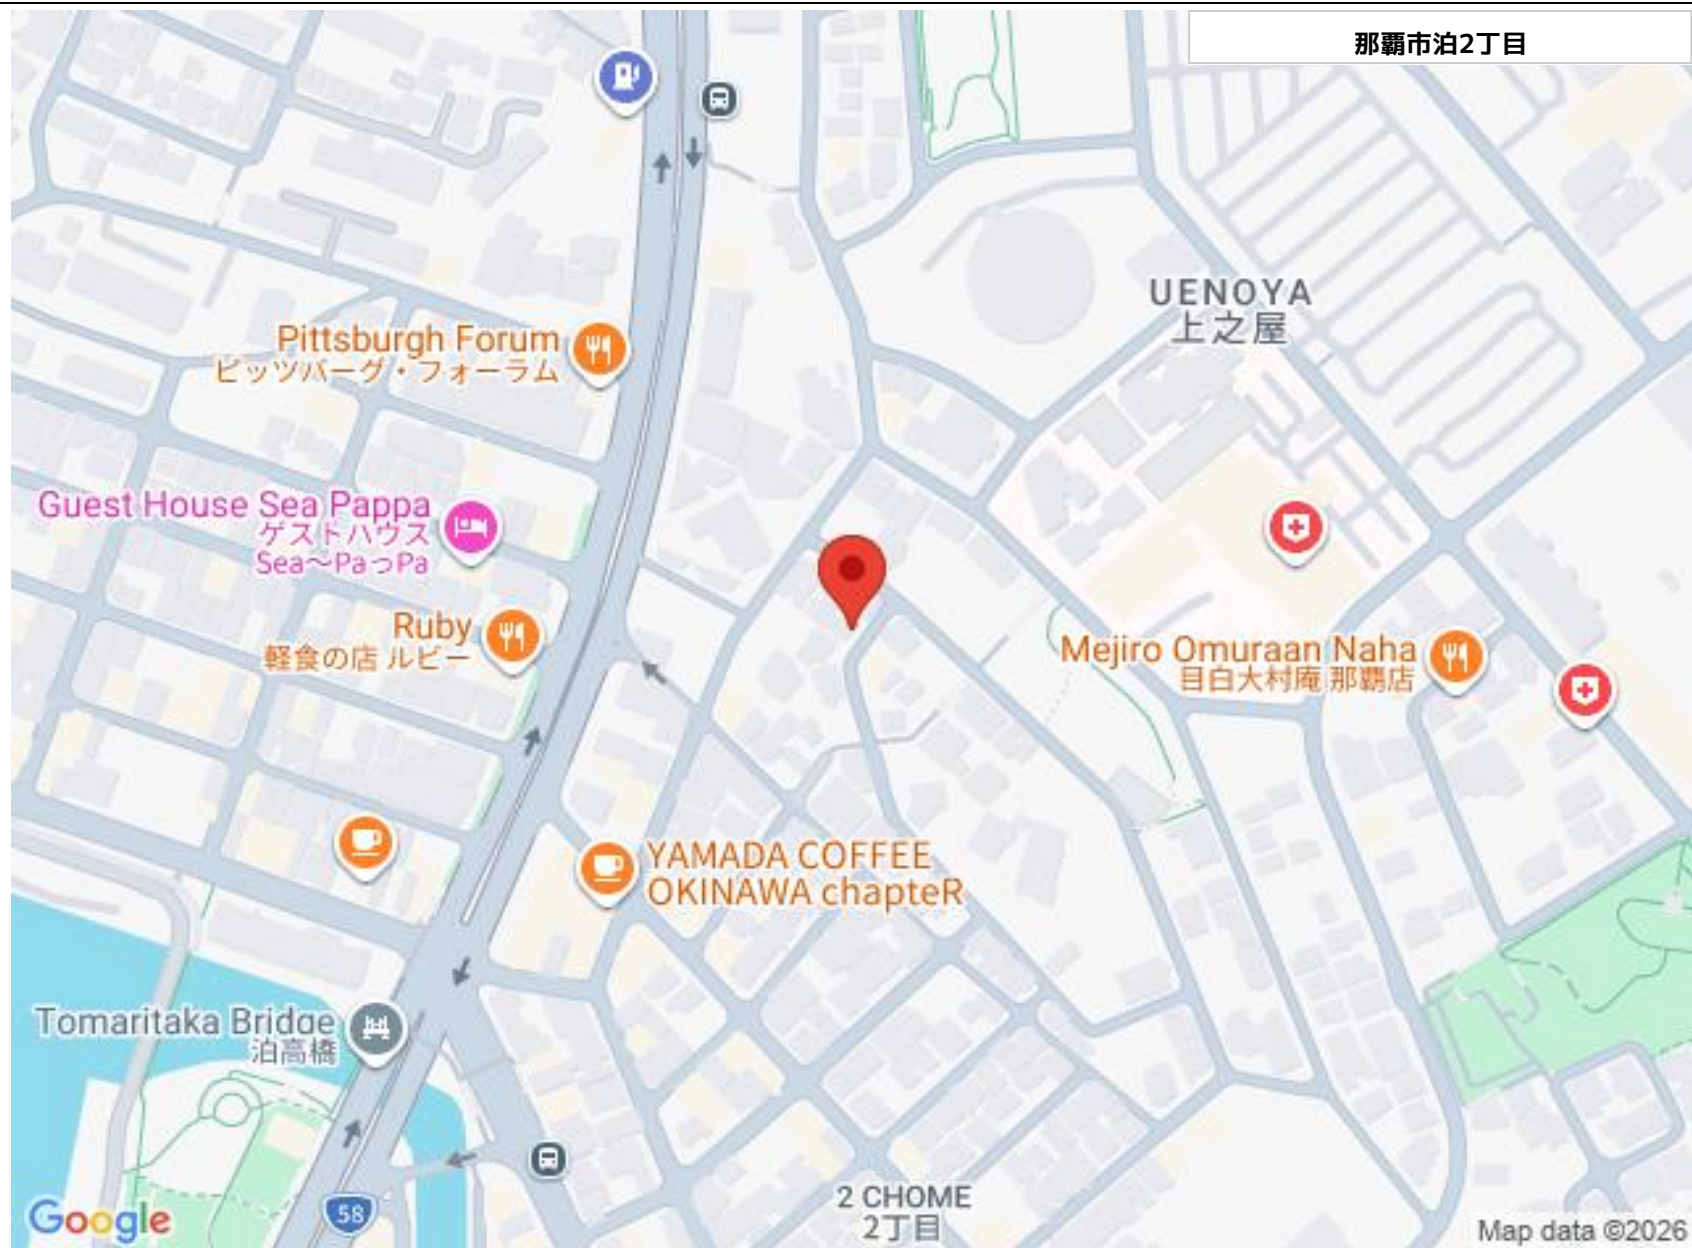 那覇市泊2丁目
UENOYA
上之屋
Pittsburgh Forum
ピッツバーグ・フォーラム
Guest House Sea Pappa
ゲストハウス
Sea～PaっPa
Ruby
軽食の店 ルビー
Mejiro Omuraan Naha
目白大村庵 那覇店
YAMADA COFFEE
OKINAWA chapteR
Tomaritaka Bridge
泊高橋
58
2 CHOME
2丁目
Google
Map data ©2026